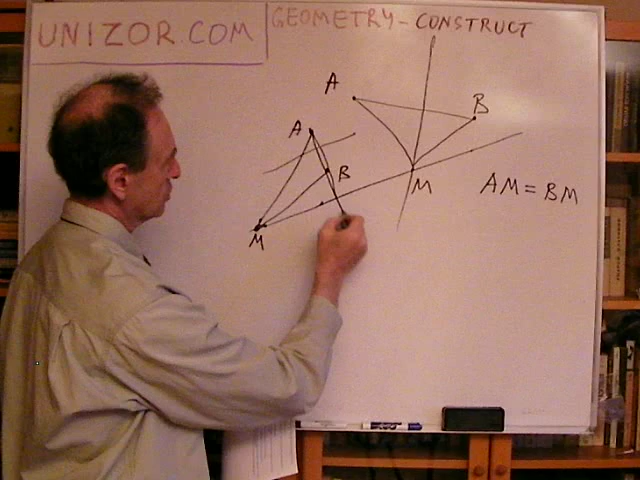 UNIZOR.COM
GEOMETRY - CONSTRUCT
A
B
M
A
B
M
AM = BM